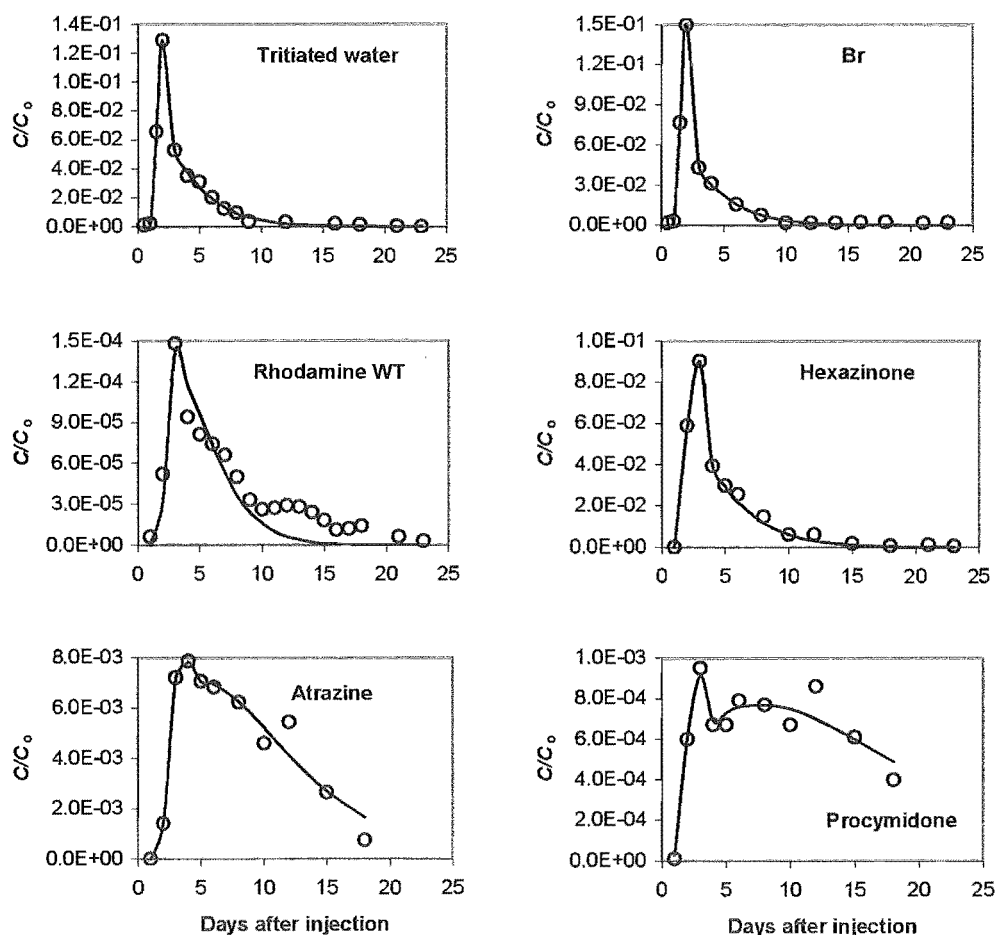 Tritiated water
C/Co
1.4E-01
1.2E-01
1.0E-01
8.0E-02
6.0E-02
4.0E-02
2.0E-02
0.0E+00
0 5 10 15 20 25
Br
C/Co
1.5E-01
1.2E-01
9.0E-02
6.0E-02
3.0E-02
0.0E+00
0 5 10 15 20 25
Rhodamine WT
C/Co
1.5E-04
1.2E-04
9.0E-05
6.0E-05
3.0E-05
0.0E+00
0 5 10 15 20 25
Hexazinone
C/Co
1.0E-01
8.0E-02
6.0E-02
4.0E-02
2.0E-02
0.0E+00
0 5 10 15 20 25
Atrazine
C/Co
8.0E-03
6.0E-03
4.0E-03
2.0E-03
0.0E+00
0 5 10 15 20 25
Days after injection
Procymidone
C/Co
1.0E-03
8.0E-04
6.0E-04
4.0E-04
2.0E-04
0.0E+00
0 5 10 15 20 25
Days after injection